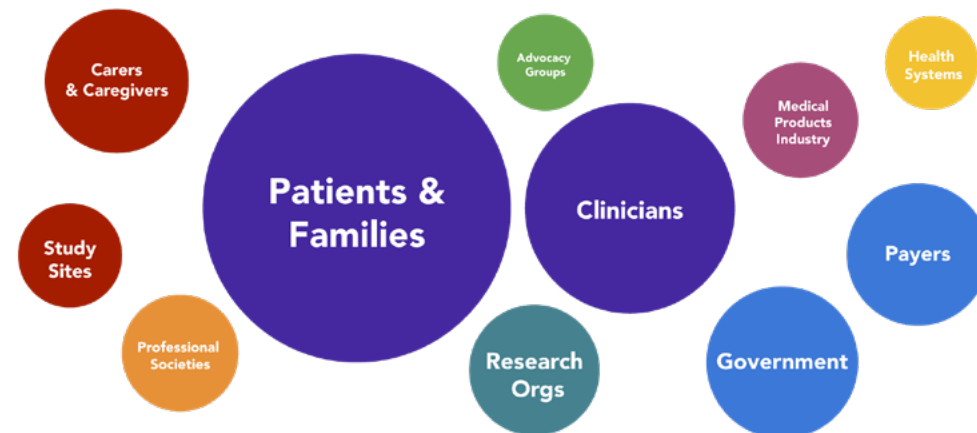 Carers
& Caregivers
Patients &
Families
Advocacy
Groups
Clinicians
Medical
Products
Industry
Health
Systems
Study
Sites
Professional
Societies
Research
Orgs
Government
Payers